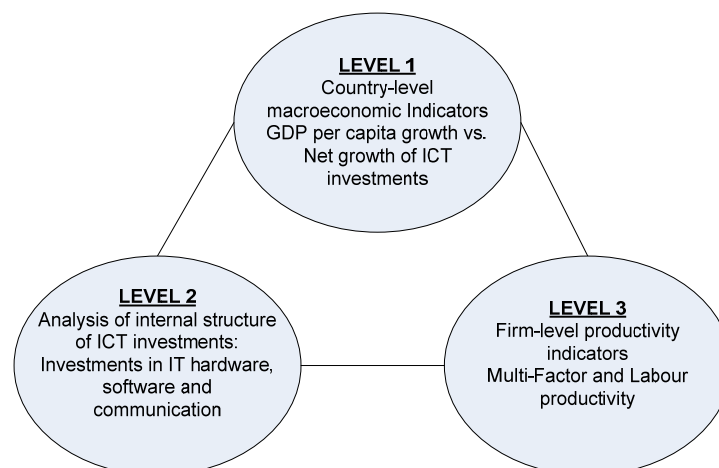 LEVEL 1
Country-level
macroeconomic Indicators
GDP per capita growth vs.
Net growth of ICT
investments
LEVEL 2
Analysis of internal structure
of ICT investments:
Investments in IT hardware,
software and
communication
LEVEL 3
Firm-level productivity
indicators
Multi-Factor and Labour
productivity